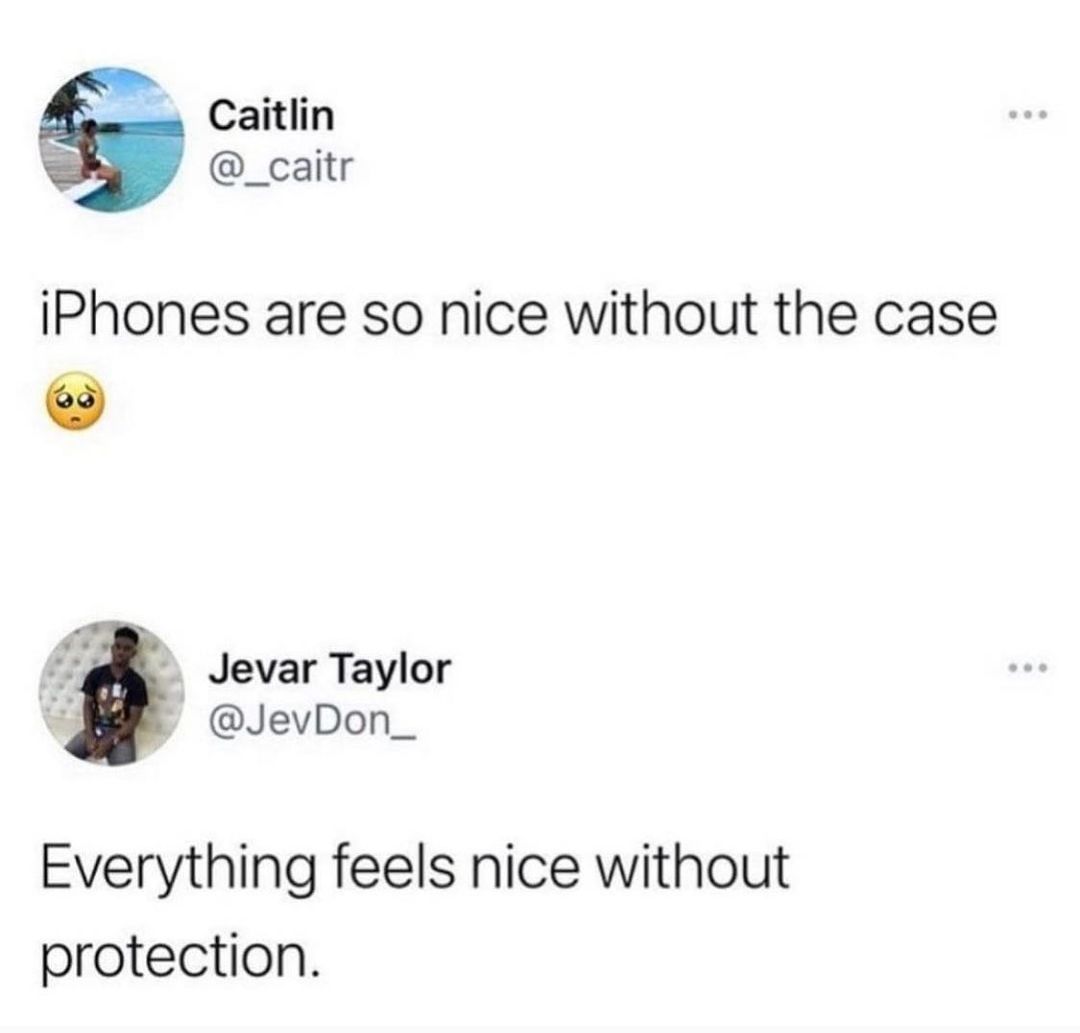 Caitlin
@_caitr
iPhones are so nice without the case
🥺
Jevar Taylor
@JevDon_
Everything feels nice without
protection.